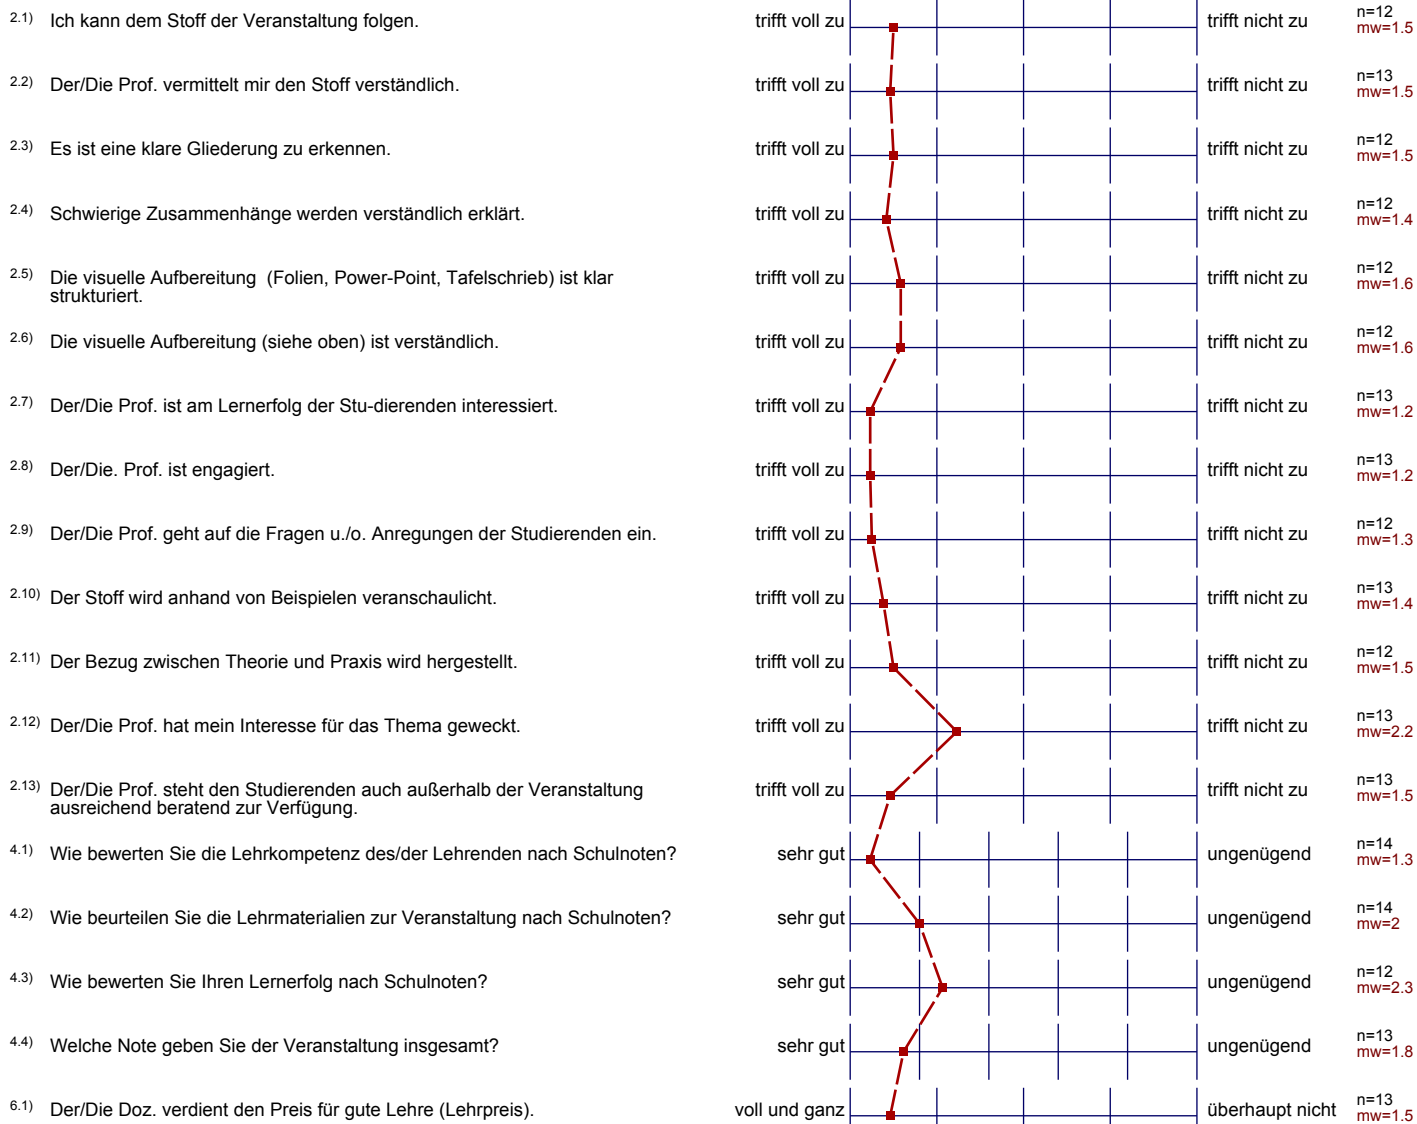 2.1) Ich kann dem Stoff der Veranstaltung folgen. trifft voll zu trifft nicht zu n=12
mw=1.5
2.2) Der/Die Prof. vermittelt mir den Stoff verständlich. trifft voll zu trifft nicht zu n=13
mw=1.5
2.3) Es ist eine klare Gliederung zu erkennen. trifft voll zu trifft nicht zu n=12
mw=1.5
2.4) Schwierige Zusammenhänge werden verständlich erklärt. trifft voll zu trifft nicht zu n=12
mw=1.4
2.5) Die visuelle Aufbereitung (Folien, Power-Point, Tafelschrieb) ist klar trifft voll zu trifft nicht zu n=12
strukturiert. mw=1.6
2.6) Die visuelle Aufbereitung (siehe oben) ist verständlich. trifft voll zu trifft nicht zu n=12
mw=1.6
2.7) Der/Die Prof. ist am Lernerfolg der Stu-dierenden interessiert. trifft voll zu trifft nicht zu n=13
mw=1.2
2.8) Der/Die. Prof. ist engagiert. trifft voll zu trifft nicht zu n=13
mw=1.2
2.9) Der/Die Prof. geht auf die Fragen u./o. Anregungen der Studierenden ein. trifft voll zu trifft nicht zu n=12
mw=1.3
2.10) Der Stoff wird anhand von Beispielen veranschaulicht. trifft voll zu trifft nicht zu n=13
mw=1.4
2.11) Der Bezug zwischen Theorie und Praxis wird hergestellt. trifft voll zu trifft nicht zu n=12
mw=1.5
2.12) Der/Die Prof. hat mein Interesse für das Thema geweckt. trifft voll zu trifft nicht zu n=13
mw=2.2
2.13) Der/Die Prof. steht den Studierenden auch außerhalb der Veranstaltung trifft voll zu trifft nicht zu n=13
ausreichend beratend zur Verfügung. mw=1.5
4.1) Wie bewerten Sie die Lehrkompetenz des/der Lehrenden nach Schulnoten? sehr gut ungenügend n=14
mw=1.3
4.2) Wie beurteilen Sie die Lehrmaterialien zur Veranstaltung nach Schulnoten? sehr gut ungenügend n=14
mw=2
4.3) Wie bewerten Sie Ihren Lernerfolg nach Schulnoten? sehr gut ungenügend n=12
mw=2.3
4.4) Welche Note geben Sie der Veranstaltung insgesamt? sehr gut ungenügend n=13
mw=1.8
6.1) Der/Die Doz. verdient den Preis für gute Lehre (Lehrpreis). voll und ganz überhaupt nicht n=13
mw=1.5